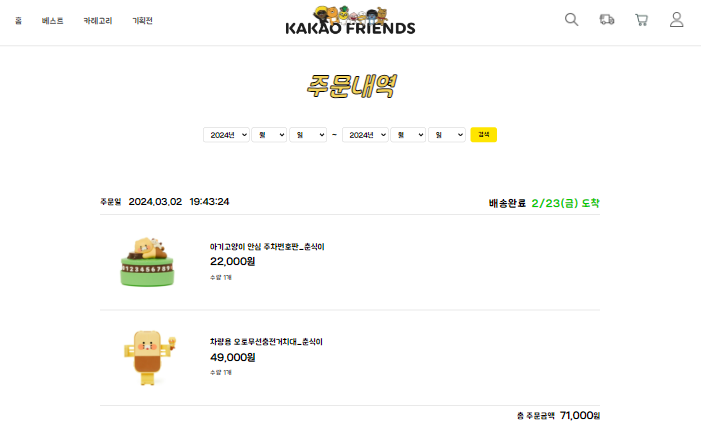 홈 베스트 카테고리 기획전
KAKAO FRIENDS
주문내역
2024년 월 일 ~ 2024년 월 일 검색
주문일 2024.03.02 19:43:24 배송완료 2/23(금) 도착
아기고양이 안심 주차번호판_춘식이
22,000원
수량 1개
1234567890
차량용 오로무선충전거치대_춘식이
49,000원
수량 1개
총 주문금액 71,000원